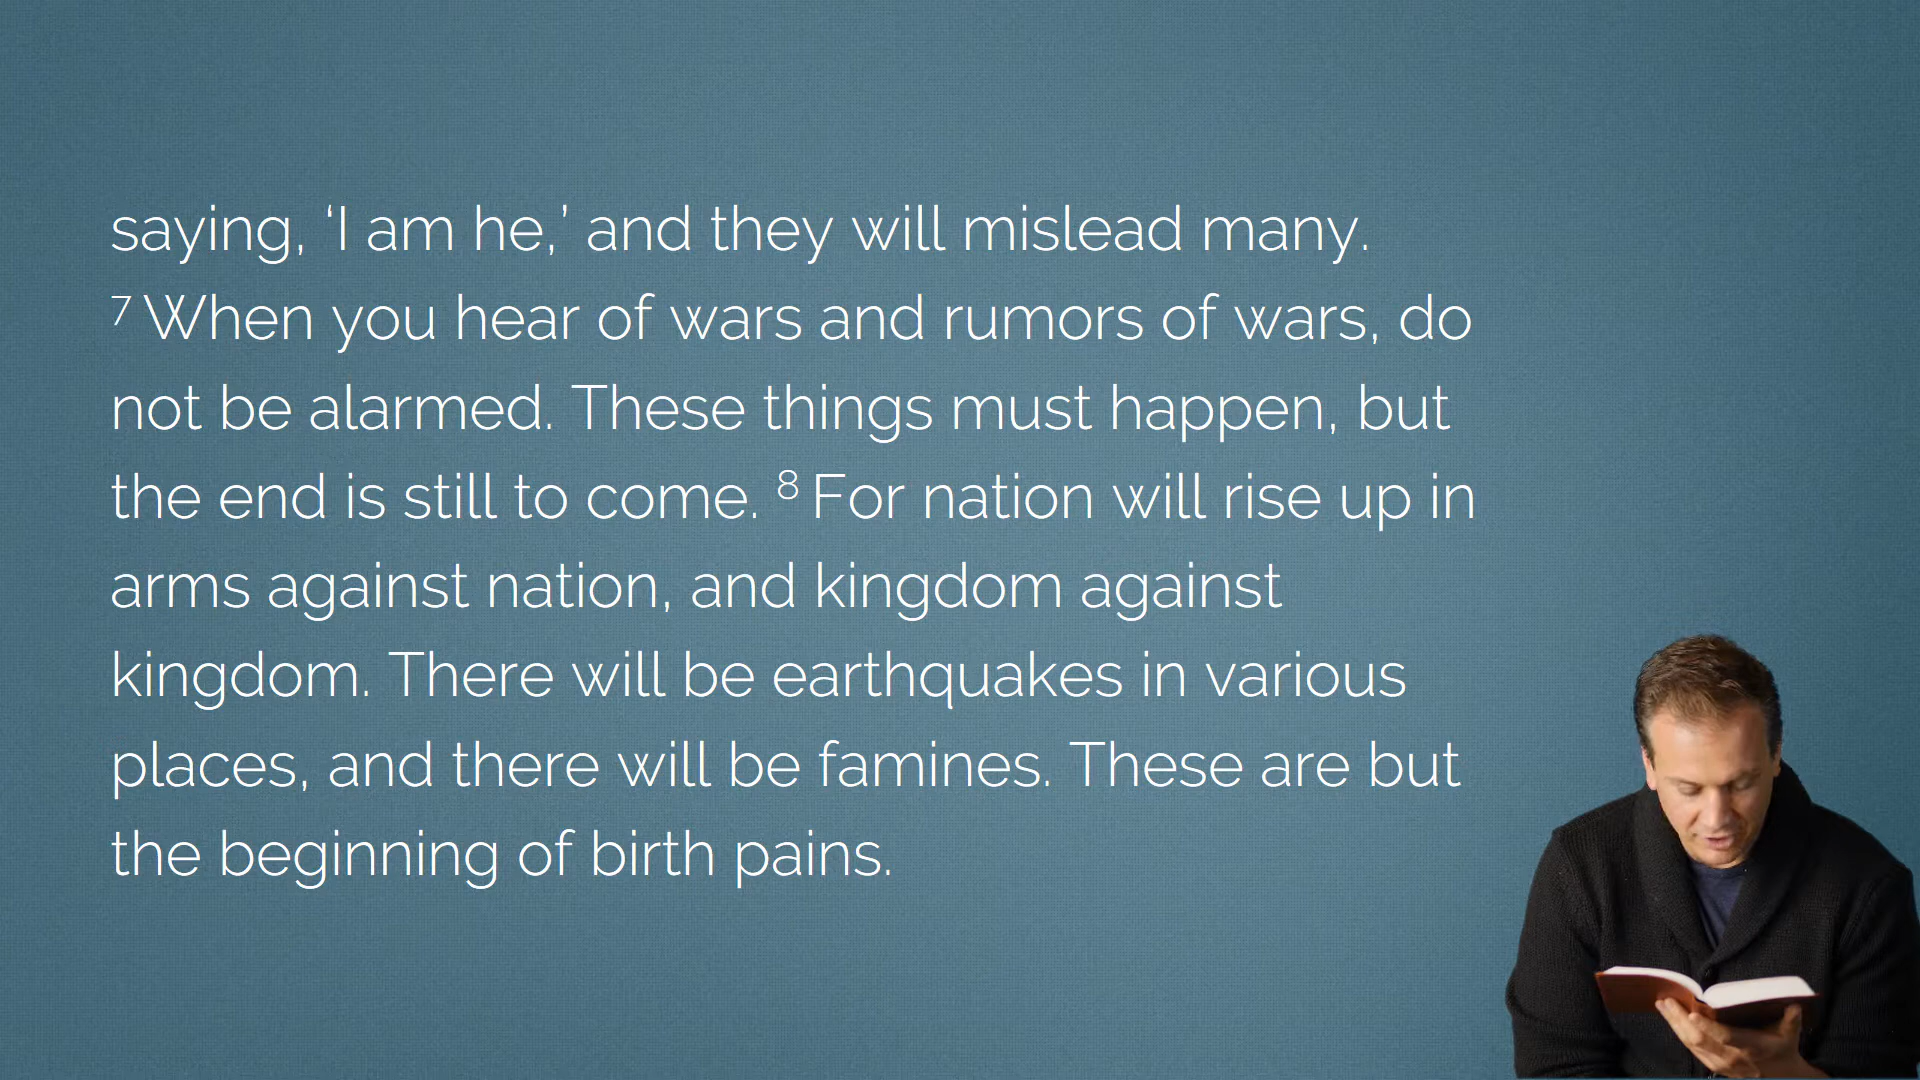 saying, ‘I am he,’ and they will mislead many.
7 When you hear of wars and rumors of wars, do
not be alarmed. These things must happen, but
the end is still to come. 8 For nation will rise up in
arms against nation, and kingdom against
kingdom. There will be earthquakes in various
places, and there will be famines. These are but
the beginning of birth pains.